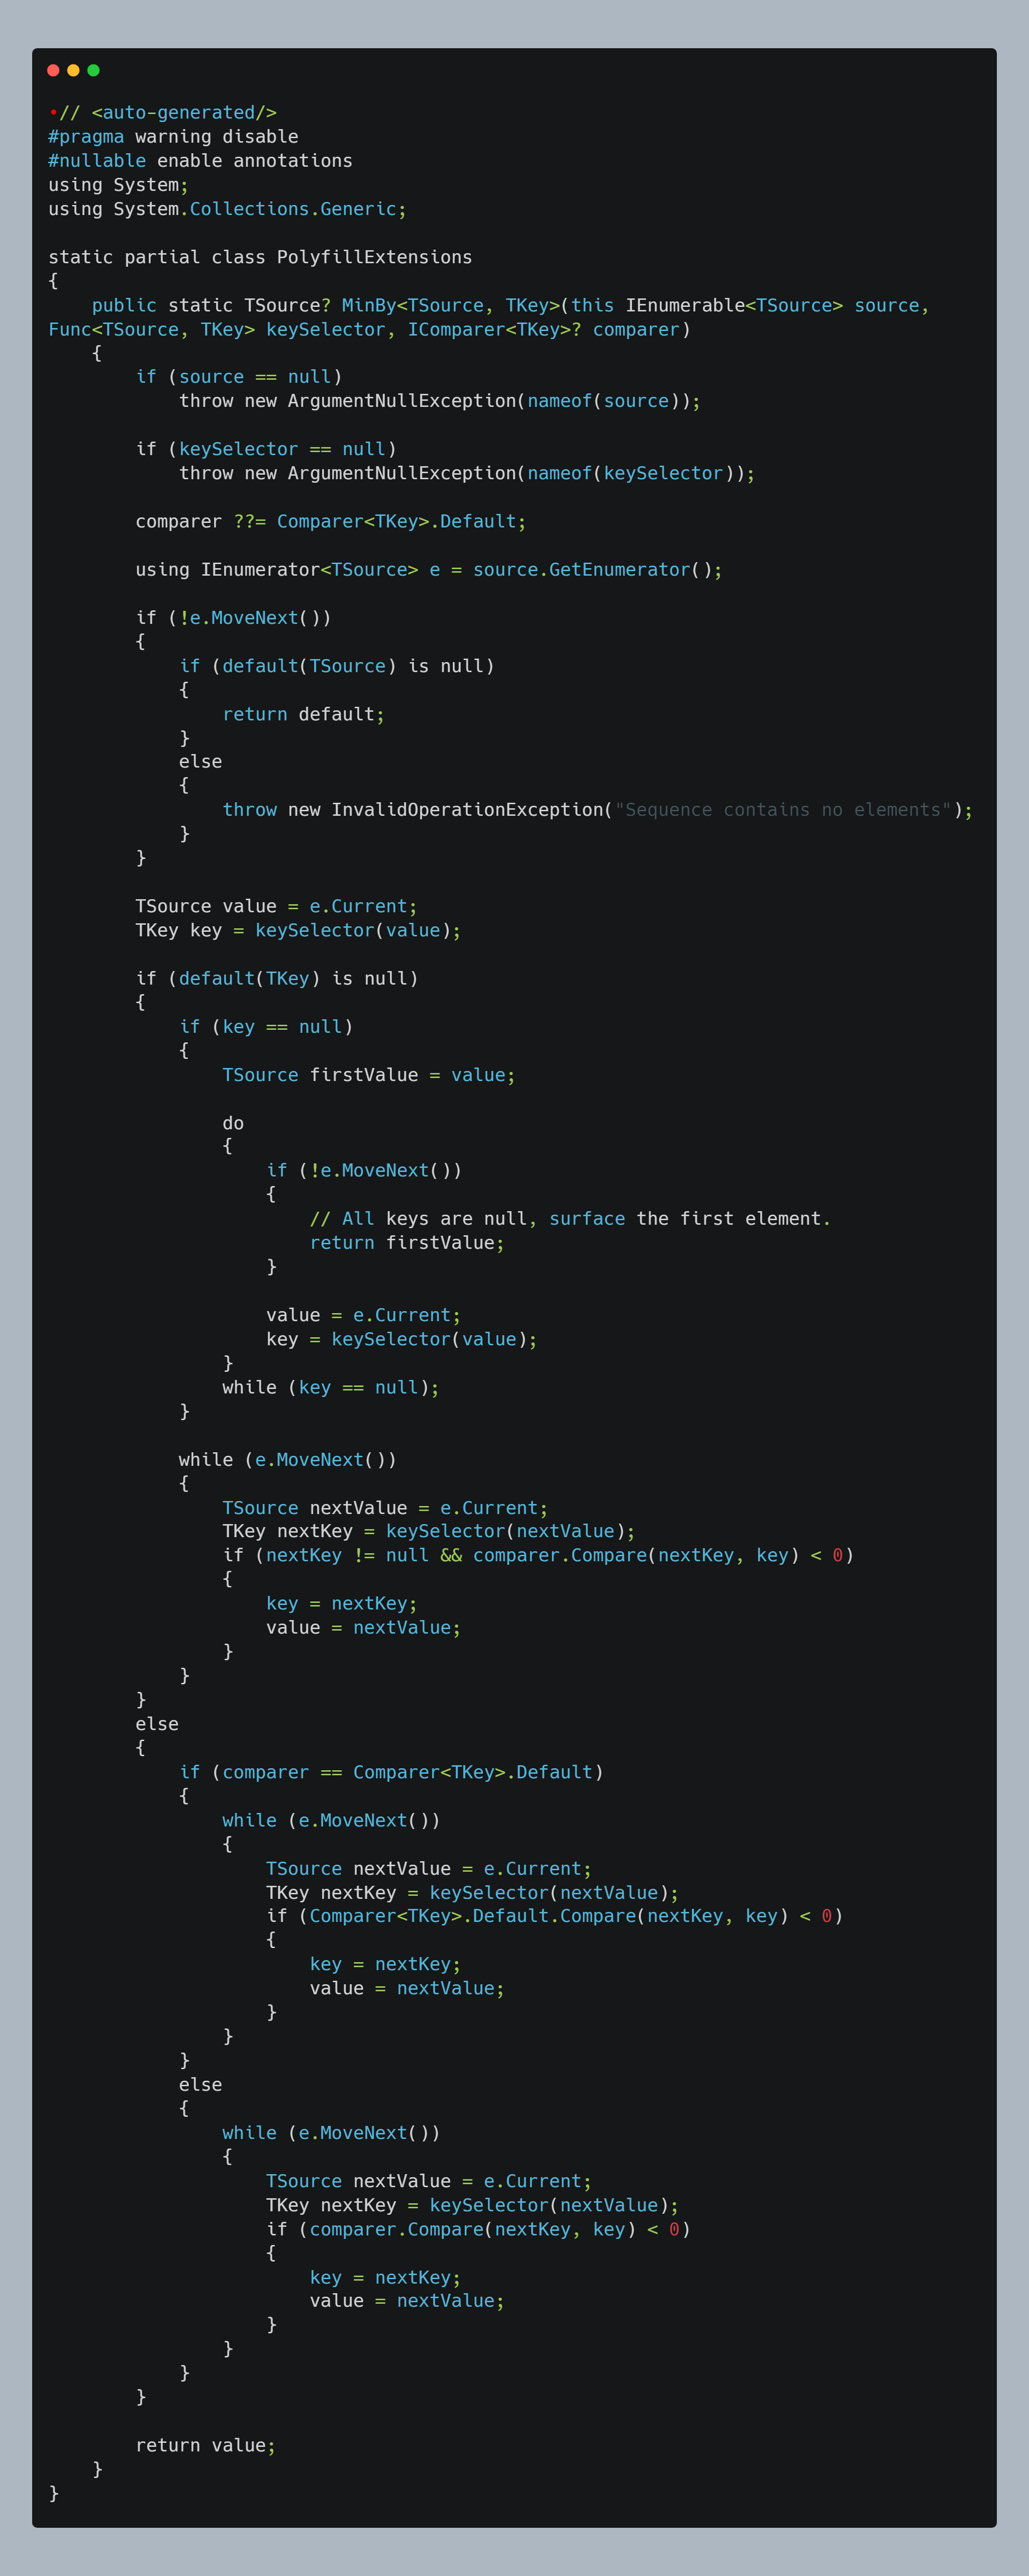 •// <auto-generated/>
#pragma warning disable
#nullable enable annotations
using System;
using System.Collections.Generic;

static partial class PolyfillExtensions
{
    public static TSource? MinBy<TSource, TKey>(this IEnumerable<TSource> source,
Func<TSource, TKey> keySelector, IComparer<TKey>? comparer)
    {
        if (source == null)
            throw new ArgumentNullException(nameof(source));

        if (keySelector == null)
            throw new ArgumentNullException(nameof(keySelector));

        comparer ??= Comparer<TKey>.Default;

        using IEnumerator<TSource> e = source.GetEnumerator();

        if (!e.MoveNext())
        {
            if (default(TSource) is null)
            {
                return default;
            }
            else
            {
                throw new InvalidOperationException("Sequence contains no elements");
            }
        }

        TSource value = e.Current;
        TKey key = keySelector(value);

        if (default(TKey) is null)
        {
            if (key == null)
            {
                TSource firstValue = value;

                do
                {
                    if (!e.MoveNext())
                    {
                        // All keys are null, surface the first element.
                        return firstValue;
                    }

                    value = e.Current;
                    key = keySelector(value);
                }
                while (key == null);
            }

            while (e.MoveNext())
            {
                TSource nextValue = e.Current;
                TKey nextKey = keySelector(nextValue);
                if (nextKey != null && comparer.Compare(nextKey, key) < 0)
                {
                    key = nextKey;
                    value = nextValue;
                }
            }
        }
        else
        {
            if (comparer == Comparer<TKey>.Default)
            {
                while (e.MoveNext())
                {
                    TSource nextValue = e.Current;
                    TKey nextKey = keySelector(nextValue);
                    if (Comparer<TKey>.Default.Compare(nextKey, key) < 0)
                    {
                        key = nextKey;
                        value = nextValue;
                    }
                }
            }
            else
            {
                while (e.MoveNext())
                {
                    TSource nextValue = e.Current;
                    TKey nextKey = keySelector(nextValue);
                    if (comparer.Compare(nextKey, key) < 0)
                    {
                        key = nextKey;
                        value = nextValue;
                    }
                }
            }
        }

        return value;
    }
}